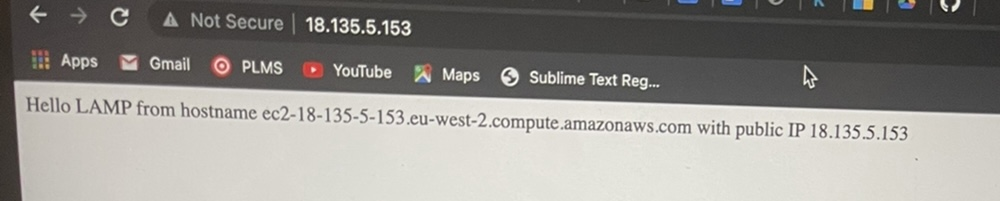 Not Secure | 18.135.5.153
Apps Gmail PLMS YouTube Maps Sublime Text Reg...
Hello LAMP from hostname ec2-18-135-5-153.eu-west-2.compute.amazonaws.com with public IP 18.135.5.153